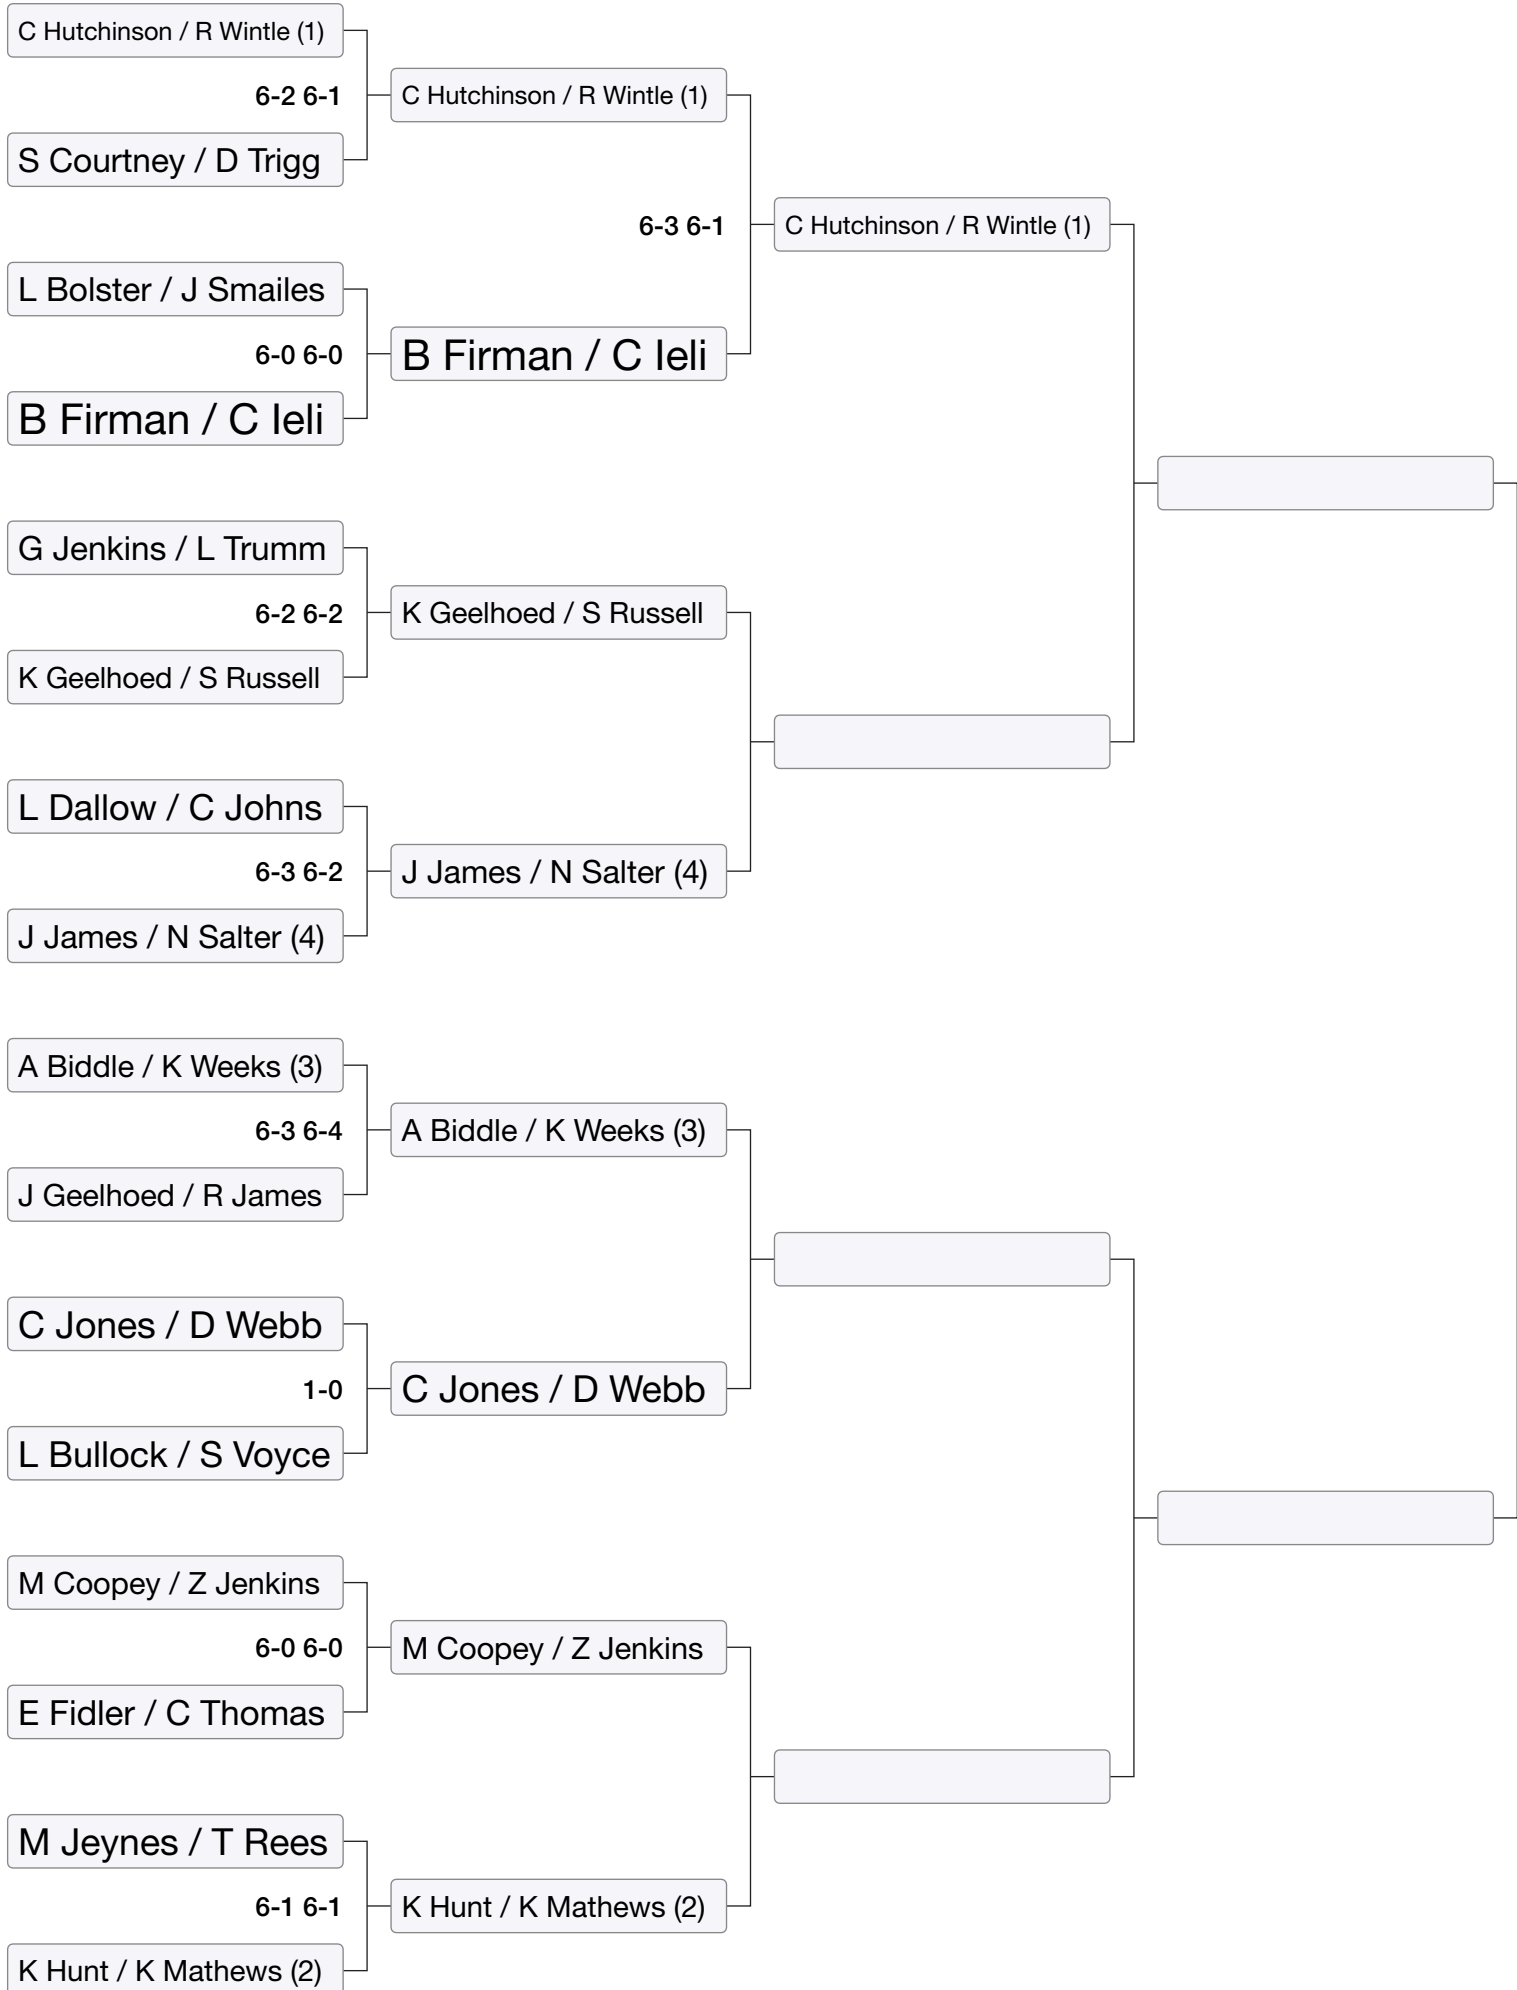 C Hutchinson / R Wintle (1)
6-2 6-1
C Hutchinson / R Wintle (1)
S Courtney / D Trigg
6-3 6-1
C Hutchinson / R Wintle (1)
L Bolster / J Smailes
6-0 6-0
B Firman / C Ieli
B Firman / C Ieli
G Jenkins / L Trumm
6-2 6-2
K Geelhoed / S Russell
K Geelhoed / S Russell
L Dallow / C Johns
6-3 6-2
J James / N Salter (4)
J James / N Salter (4)
A Biddle / K Weeks (3)
6-3 6-4
A Biddle / K Weeks (3)
J Geelhoed / R James
C Jones / D Webb
1-0
C Jones / D Webb
L Bullock / S Voyce
M Coopey / Z Jenkins
6-0 6-0
M Coopey / Z Jenkins
E Fidler / C Thomas
M Jeynes / T Rees
6-1 6-1
K Hunt / K Mathews (2)
K Hunt / K Mathews (2)